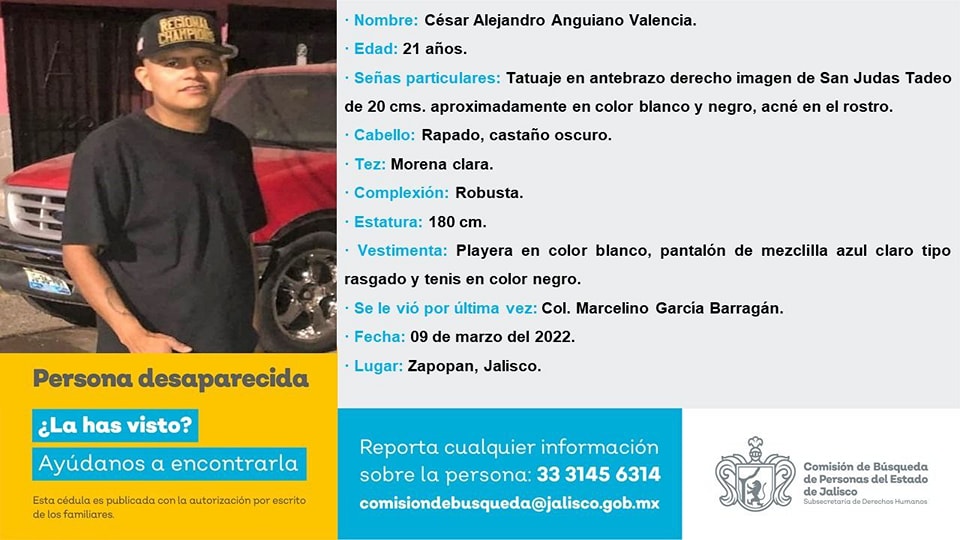 REGIONAL
CHAMPIONS
· Nombre: César Alejandro Anguiano Valencia.
· Edad: 21 años.
· Señas particulares: Tatuaje en antebrazo derecho imagen de San Judas Tadeo
de 20 cms. aproximadamente en color blanco y negro, acné en el rostro.
· Cabello: Rapado, castaño oscuro.
· Tez: Morena clara.
· Complexión: Robusta.
· Estatura: 180 cm.
· Vestimenta: Playera en color blanco, pantalón de mezclilla azul claro tipo
rasgado y tenis en color negro.
· Se le vió por última vez: Col. Marcelino García Barragán.
· Fecha: 09 de marzo del 2022.
· Lugar: Zapopan, Jalisco.
Persona desaparecida
¿La has visto?
Ayúdanos a encontrarla
Esta cédula es publicada con la autorización por escrito
de los familiares.
Reporta cualquier información
sobre la persona: 33 3145 6314
comisiondebusqueda@jalisco.gob.mx
Comisión de Búsqueda
de Personas del Estado
de Jalisco
Subsecretaría de Derechos Humanos